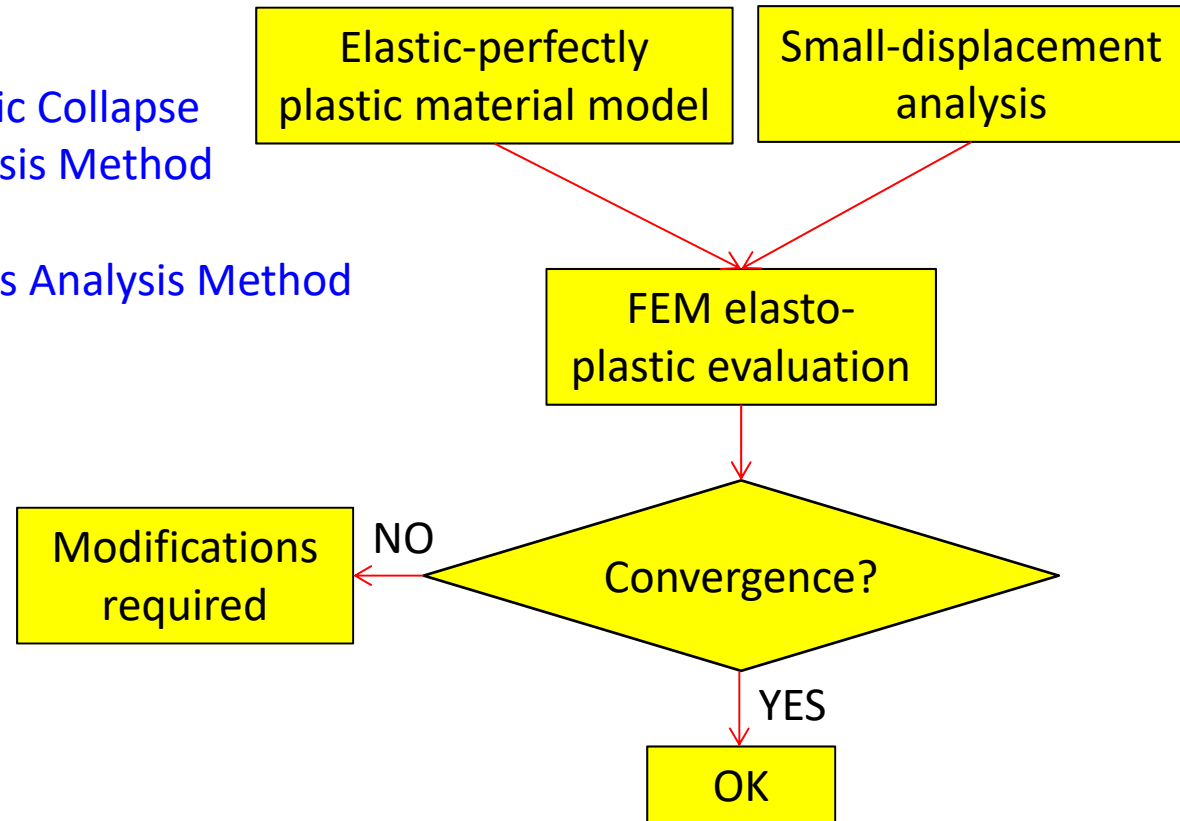 Elastic-perfectly
plastic material model
Small-displacement
analysis
ic Collapse
sis Method
s Analysis Method
FEM elasto-
plastic evaluation
Modifications
required
NO
Convergence?
YES
OK